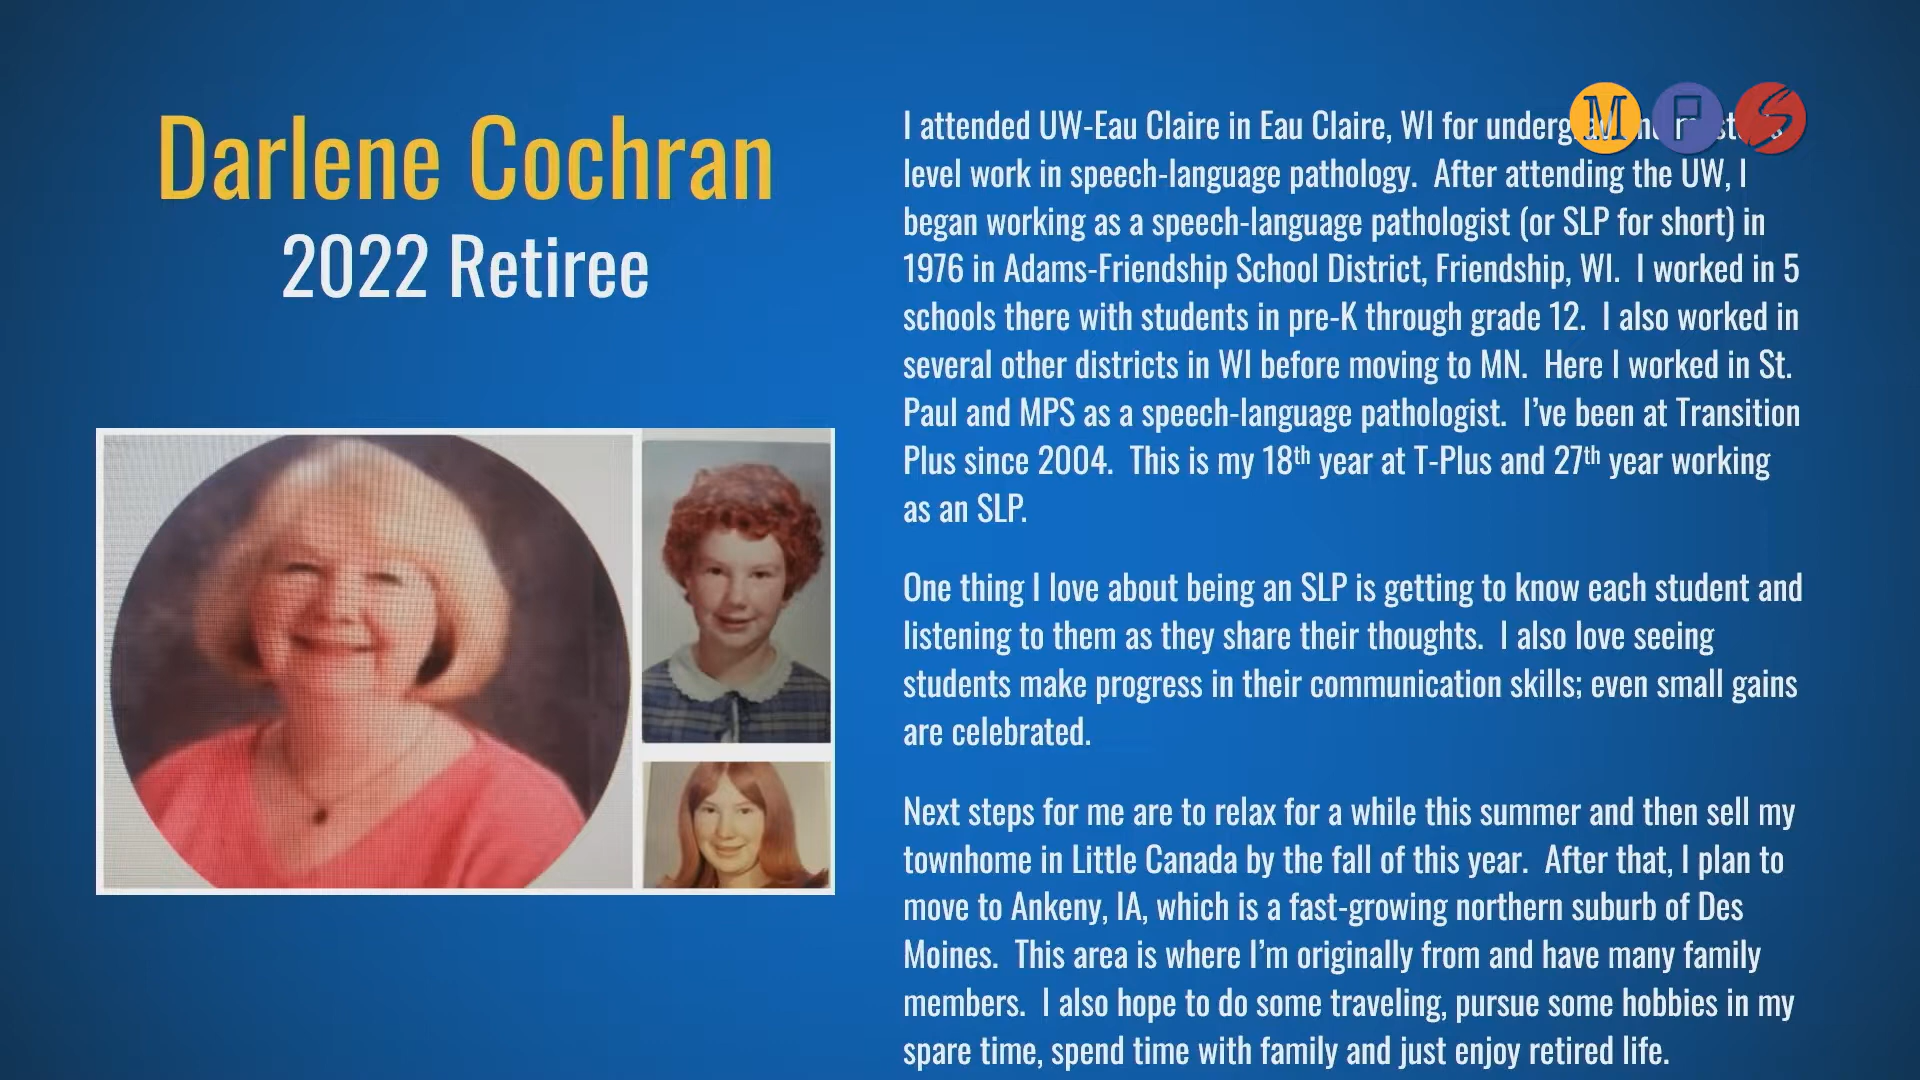 Darlene Cochran
2022 Retiree
I attended UW-Eau Claire in Eau Claire, WI for
level work in speech-language pathology. After attending the UW, I
began working as a speech-language pathologist (or SLP for short) in
1976 in Adams-Friendship School District, Friendship, WI. I worked in 5
schools there with students in pre-K through grade 12. I also worked in
several other districts in WI before moving to MN. Here I worked in St.
Paul and MPS as a speech-language pathologist. I’ve been at Transition
Plus since 2004. This is my 18th year at T-Plus and 27th year working
as an SLP.
One thing I love about being an SLP is getting to know each student and
listening to them as they share their thoughts. I also love seeing
students make progress in their communication skills; even small gains
are celebrated.
Next steps for me are to relax for a while this summer and then sell my
townhome in Little Canada by the fall of this year. After that, I plan to
move to Ankeny, IA, which is a fast-growing northern suburb of Des
Moines. This area is where I’m originally from and have many family
members. I also hope to do some traveling, pursue some hobbies in my
spare time, spend time with family and just enjoy retired life.
M P S